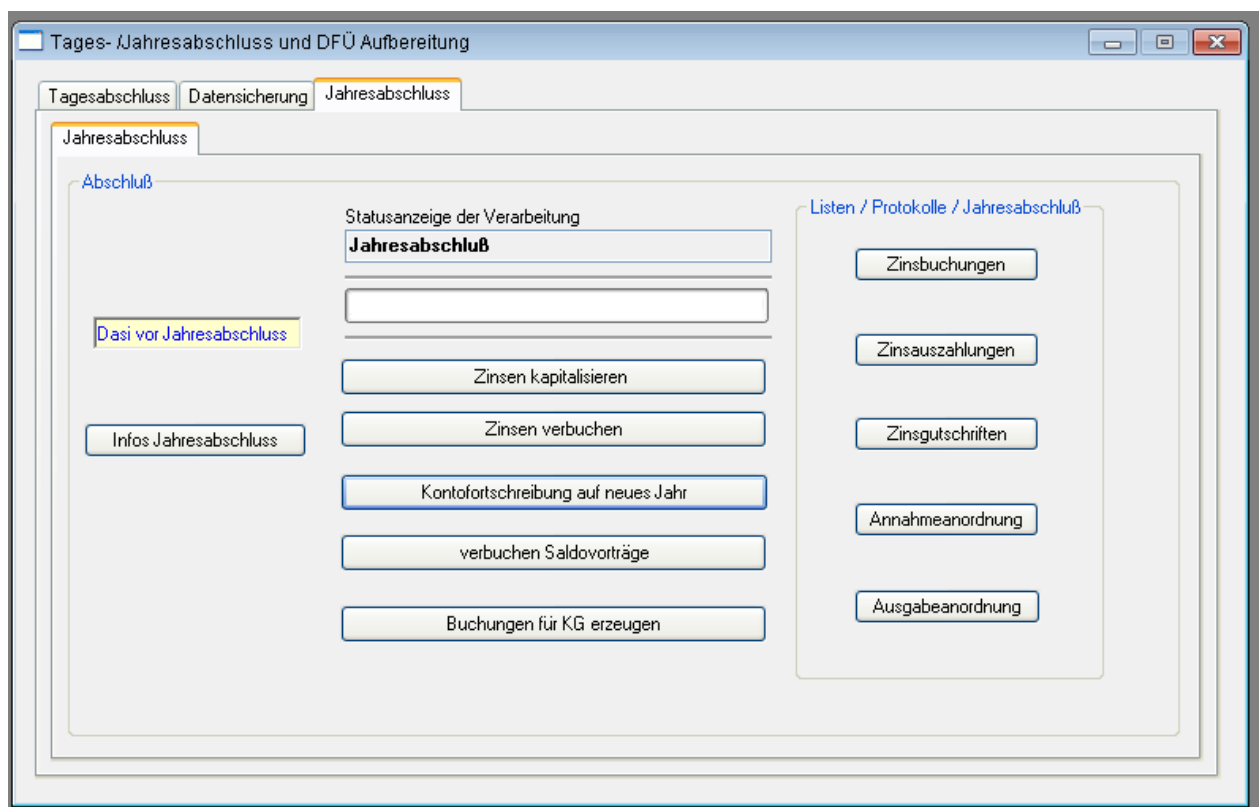 Tages- /Jahresabschluss und DFÜ Aufbereitung
Tagesabschluss Datensicherung Jahresabschluss
Jahresabschluss
Abschluß
Statusanzeige der Verarbeitung
Jahresabschluß
Dasi vor Jahresabschluss
Infos Jahresabschluss
Zinsen kapitalisieren
Zinsen verbuchen
Kontofortschreibung auf neues Jahr
verbuchen Saldovorträge
Buchungen für KG erzeugen
Listen / Protokolle / Jahresabschluß
Zinsbuchungen
Zinsauszahlungen
Zinsgutschriften
Annahmeanordnung
Ausgabeanordnung